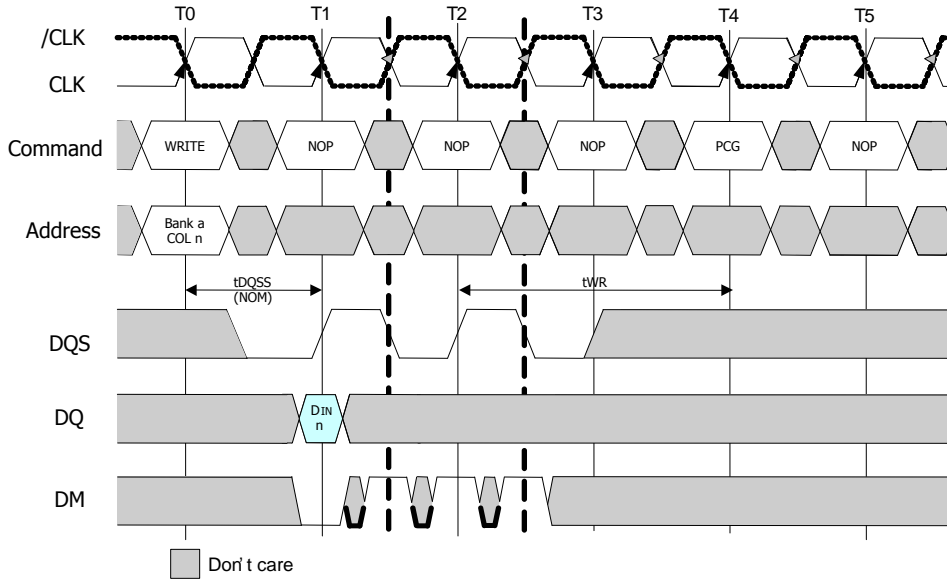 T0 T1 T2 T3 T4 T5
/CLK
CLK
Command WRITE NOP NOP NOP PCG NOP
Address Bank a
COL n
tDQSS
(NOM)
tWR
DQS
DQ DIN
n
DM
Don't care